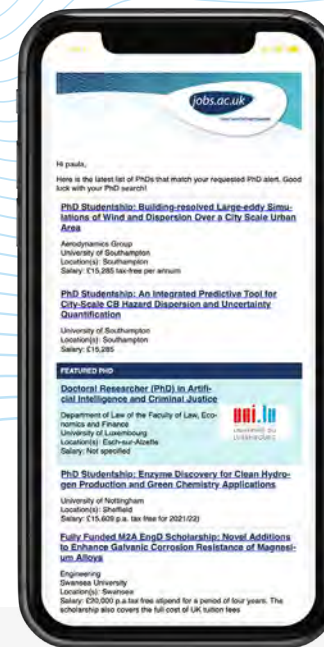 jobs.ac.uk
Hi paula,
Here is the latest list of PhDs that match your requested PhD alert. Good
luck with your PhD search!
PhD Studentship: Building-resolved Large-eddy Simu-
lations of Wind and Dispersion Over a City Scale Urban
Area
Aerodynamics Group
University of Southampton
Location(s): Southampton
Salary: £15,285 tax-free per annum
PhD Studentship: An Integrated Predictive Tool for
City-Scale CB Hazard Dispersion and Uncertainty
Quantification
University of Southampton
Location(s): Southampton
Salary: £15,285
FEATURED PHD
Doctoral Researcher (PhD) in Artifi-
cial Intelligence and Criminal Justice
Department of Law of the Faculty of Law, Eco-
nomics and Finance
University of Luxembourg
Location(s): Esch-sur-Alzette
Salary: Not specified
uni.lu
UNIVERSITÉ DU
LUXEMBOURG
PhD Studentship: Enzyme Discovery for Clean Hydro-
gen Production and Green Chemistry Applications
University of Nottingham
Location(s): Sheffield
Salary: £15,609 p.a. tax free for 2021/22)
Fully Funded M2A EngD Scholarship: Novel Additions
to Enhance Galvanic Corrosion Resistance of Magnesi-
um Alloys
Engineering
Swansea University
Location(s): Swansea
Salary: £20,000 p.a.tax free stipend for a period of four years. The
scholarship also covers the full cost of UK tuition fees